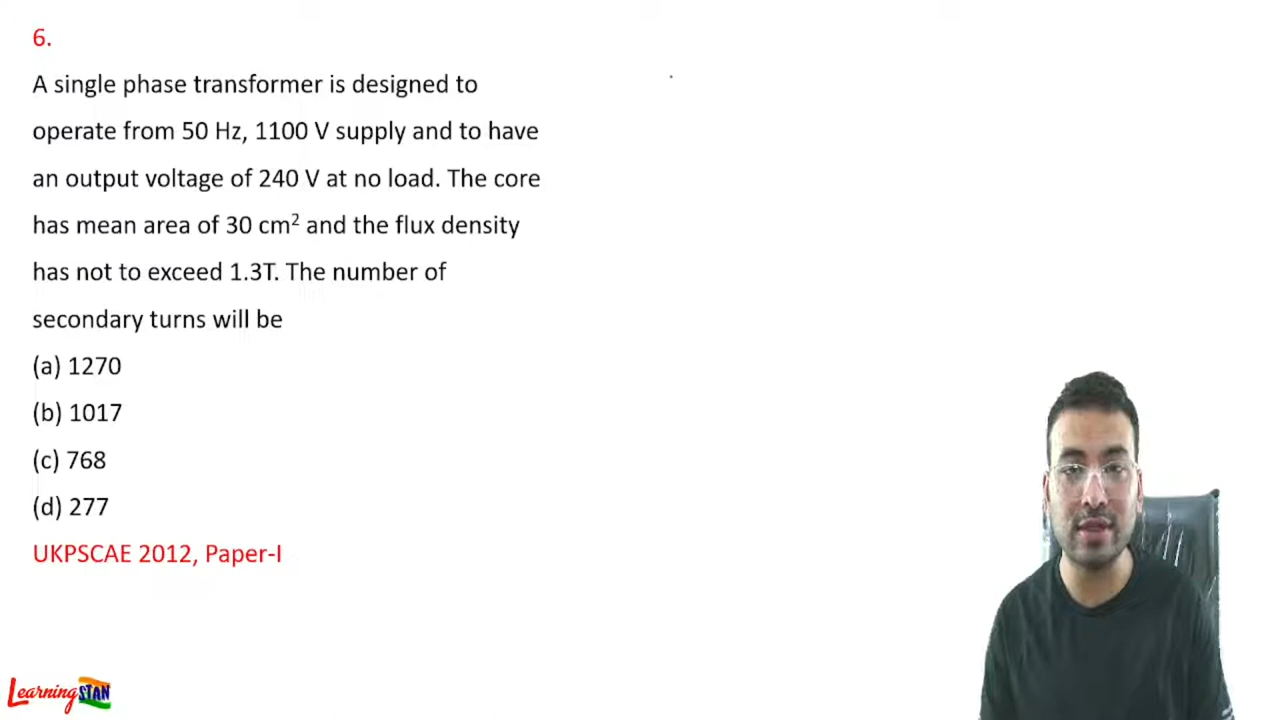 6.
A single phase transformer is designed to
operate from 50 Hz, 1100 V supply and to have
an output voltage of 240 V at no load. The core
has mean area of 30 cm² and the flux density
has not to exceed 1.3T. The number of
secondary turns will be
(a) 1270
(b) 1017
(c) 768
(d) 277
UKPSCAE 2012, Paper-I
LearningSTAN